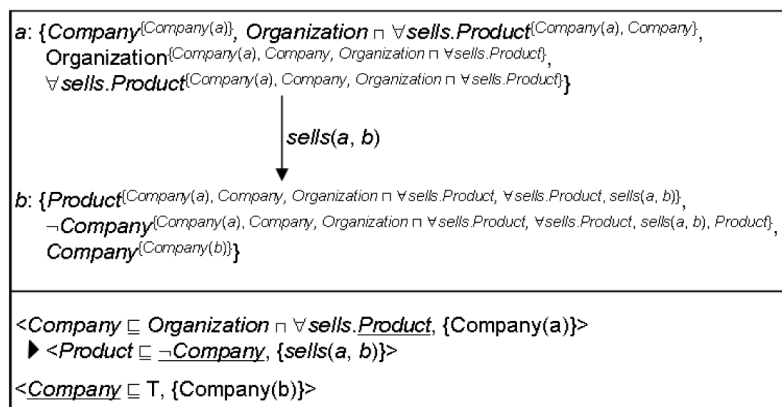 a: {Company{Company(a)}, Organization ⊓ ∀sells.Product{Company(a), Company},
Organization{Company(a), Company, Organization ⊓ ∀sells.Product},
∀sells.Product{Company(a), Company, Organization ⊓ ∀sells.Product}}
sells(a, b)
b: {Product{Company(a), Company, Organization ⊓ ∀sells.Product, ∀sells.Product, sells(a, b)},
¬Company{Company(a), Company, Organization ⊓ ∀sells.Product, ∀sells.Product, sells(a, b), Product},
Company{Company(b)}}
<Company ⊑ Organization ⊓ ∀sells.Product, {Company(a)}>
<Product ⊑ ¬Company, {sells(a, b)}>
<Company ⊑ T, {Company(b)}>